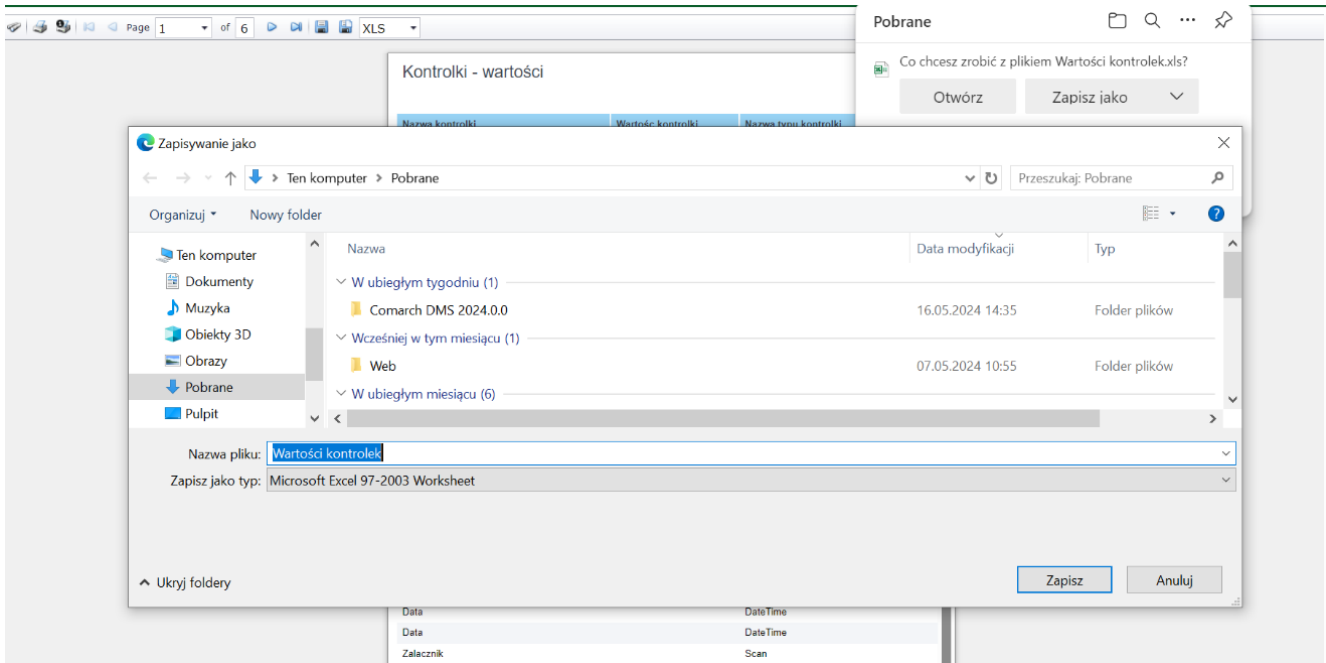 Page 1 of 6 XLS
Pobrane
Co chcesz zrobić z plikiem Wartości kontrolek.xls?
Otwórz Zapisz jako
Kontrolki - wartości
Nazwa kontrolki Wartośc kontrolki Nazwa typu kontrolki
Zapisywanie jako
Ten komputer > Pobrane Przeszukaj: Pobrane
Organizuj Nowy folder
Ten komputer
Dokumenty
Muzyka
Obiekty 3D
Obrazy
Pobrane
Pulpit
Nazwa Data modyfikacji Typ
W ubiegłym tygodniu (1)
Comarch DMS 2024.0.0 16.05.2024 14:35 Folder plików
Wcześniej w tym miesiącu (1)
Web 07.05.2024 10:55 Folder plików
W ubiegłym miesiącu (6)
Nazwa pliku: Wartości kontrolek
Zapisz jako typ: Microsoft Excel 97-2003 Worksheet
Ukryj foldery Zapisz Anuluj
Data DateTime
Data DateTime
Zalacznik Scan